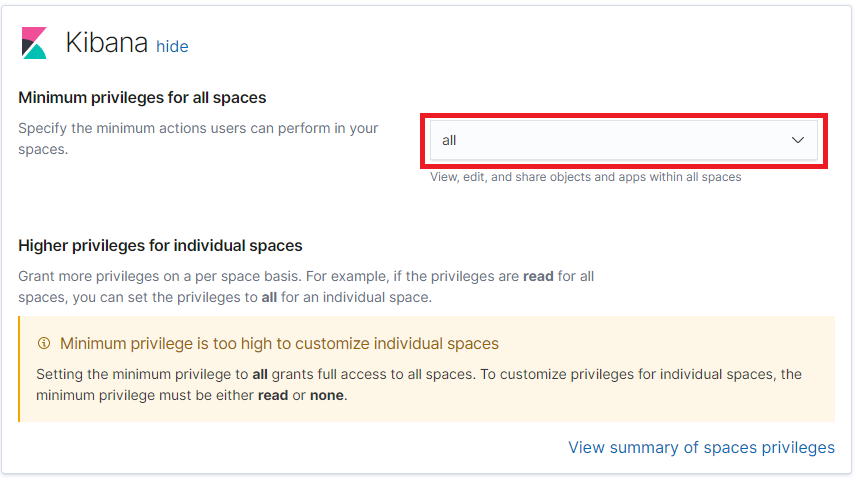 Kibana hide
Minimum privileges for all spaces
Specify the minimum actions users can perform in your
spaces.
all
View, edit, and share objects and apps within all spaces
Higher privileges for individual spaces
Grant more privileges on a per space basis. For example, if the privileges are read for all
spaces, you can set the privileges to all for an individual space.
Minimum privilege is too high to customize individual spaces
Setting the minimum privilege to all grants full access to all spaces. To customize privileges for individual spaces, the
minimum privilege must be either read or none.
View summary of spaces privileges